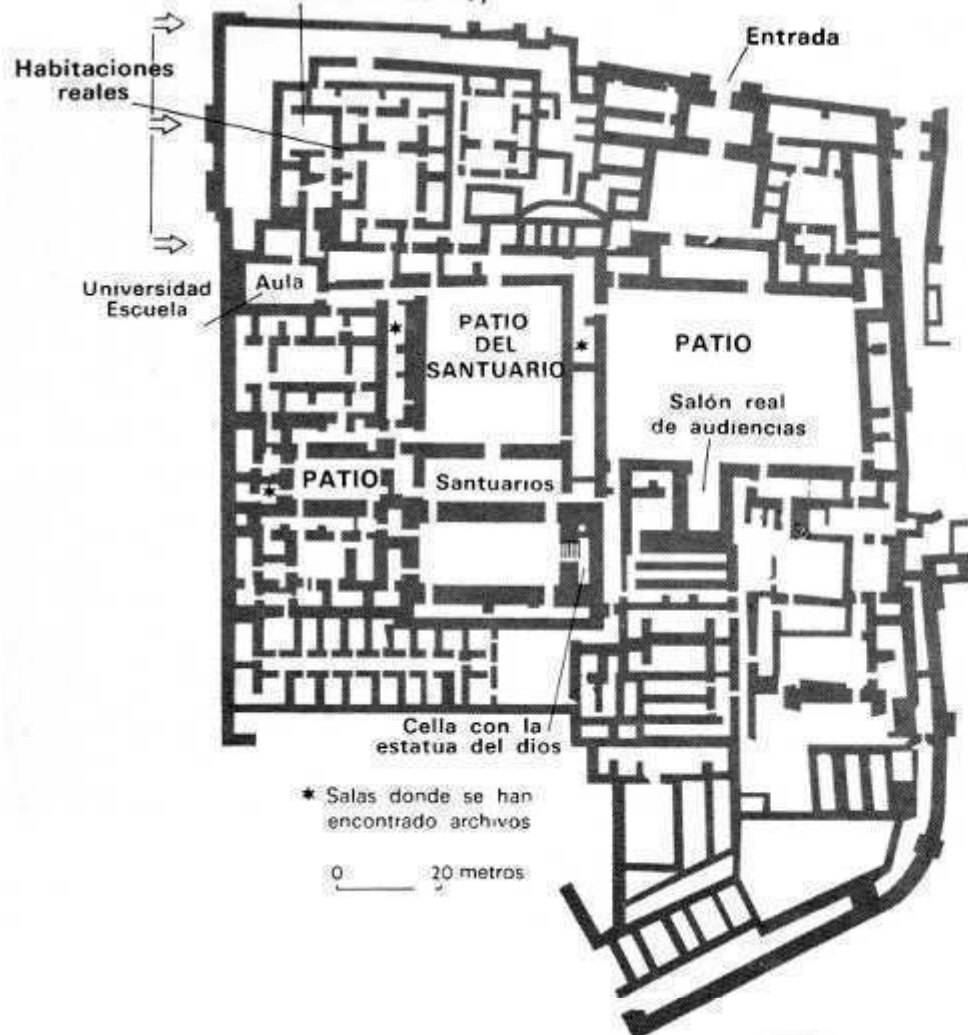 Entrada
Habitaciones
reales
Universidad
Escuela
Aula
PATIO
DEL
SANTUARIO
*
*
PATIO
Salón real
de audiencias
PATIO
*
Santuarios
Cella con la
estatua del dios
* Salas donde se han
encontrado archivos
0 20 metros